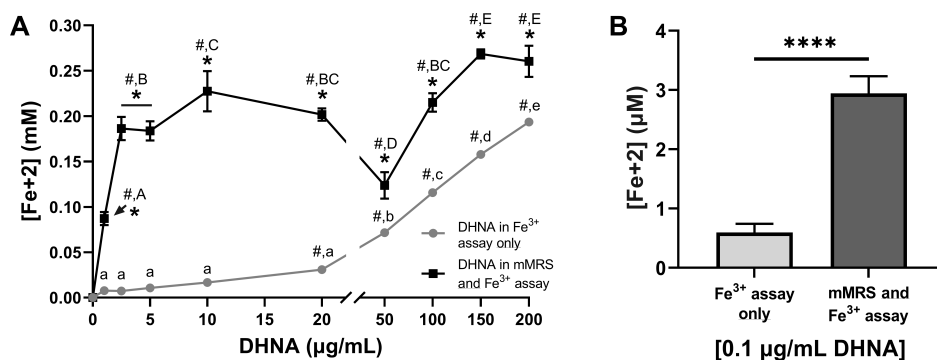 A
[Fe+2] (mM)
0.30
0.25
0.20
0.15
0.10
0.05
0.00
#,A
*
#,B
*
#,C
*
#,BC
*
#,D
*
#,BC
*
#,E
*
#,E
*
a
a
a
a
#,a
#,b
#,c
#,d
#,e
DHNA in Fe³⁺
assay only
DHNA in mMRS
and Fe³⁺ assay
0 5 10 15 20 50 100 150 200
DHNA (µg/mL)
B
[Fe+2] (µM)
4
3
2
1
0
****
Fe³⁺ assay
only
mMRS and
Fe³⁺ assay
[0.1 µg/mL DHNA]